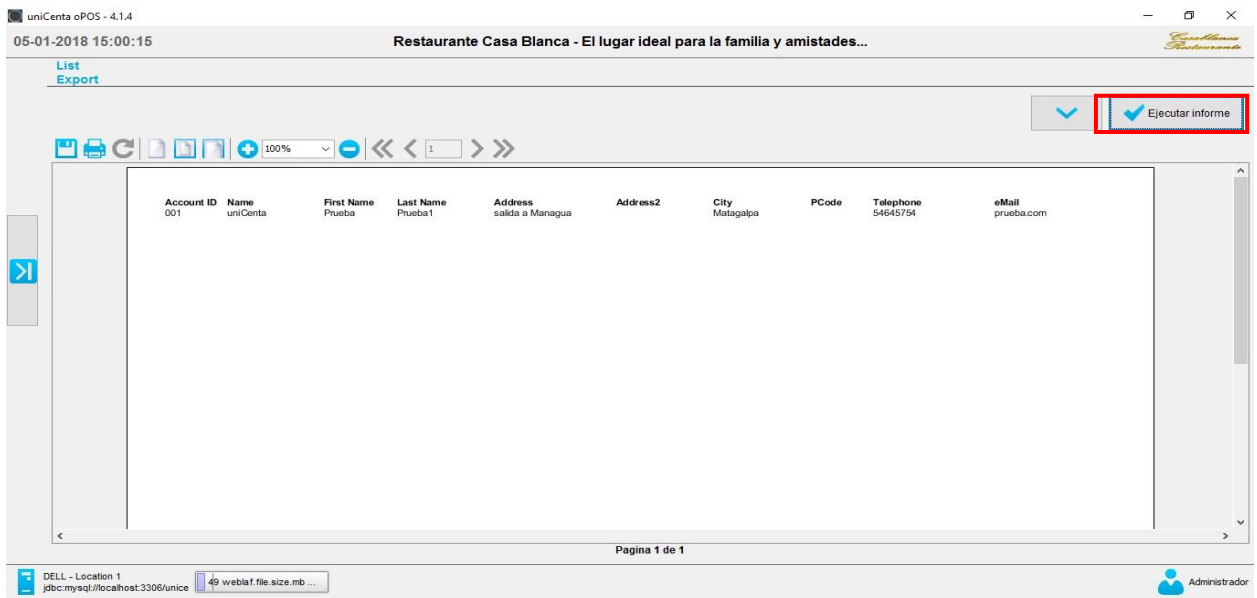 uniCenta oPOS - 4.1.4
05-01-2018 15:00:15 Restaurante Casa Blanca - El lugar ideal para la familia y amistades... Casablanca Restaurante
List
Export
Ejecutar informe
100% 1
Account ID Name First Name Last Name Address Address2 City PCode Telephone eMail
001 uniCenta Prueba Prueba1 salida a Managua Matagalpa 54645754 prueba.com
Pagina 1 de 1
DELL - Location 1
jdbc:mysql://localhost:3306/unice 49 weblaf.file.size.mb ... Administrador